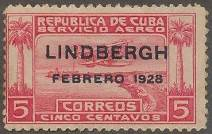 REPUBLICA DE CUBA
SERVICIO AEREO
LINDBERGH
FEBRERO 1928
5 CORREOS 5
CINCO CENTAVOS